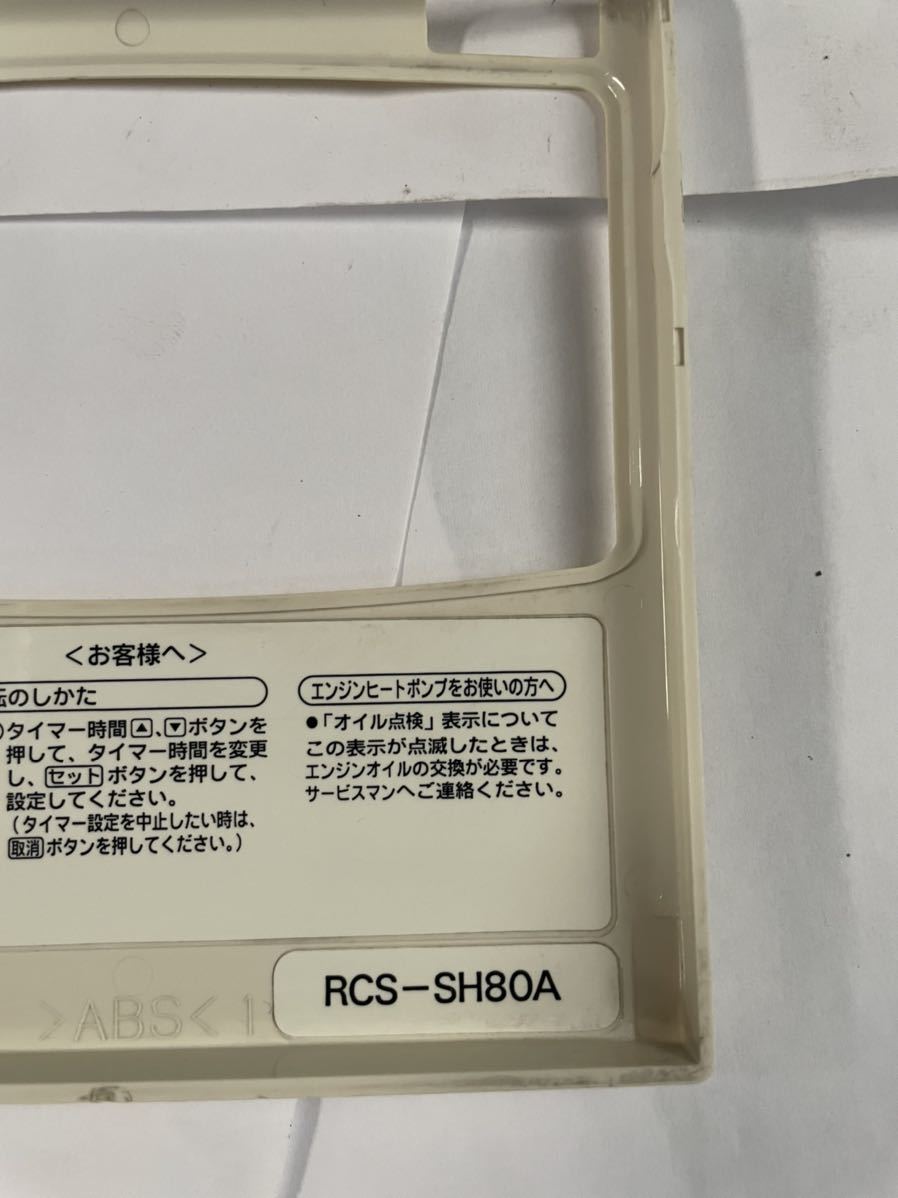 <お客様へ>
転のしかた
タイマー時間▲、▼ボタンを
押して、タイマー時間を変更
し、セットボタンを押して、
設定してください。
(タイマー設定を中止したい時は、
取消ボタンを押してください。)
エンジンヒートポンプをお使いの方へ
●「オイル点検」表示について
この表示が点滅したときは、
エンジンオイルの交換が必要です。
サービスマンへご連絡ください。
RCS-SH80A
>ABS< 1